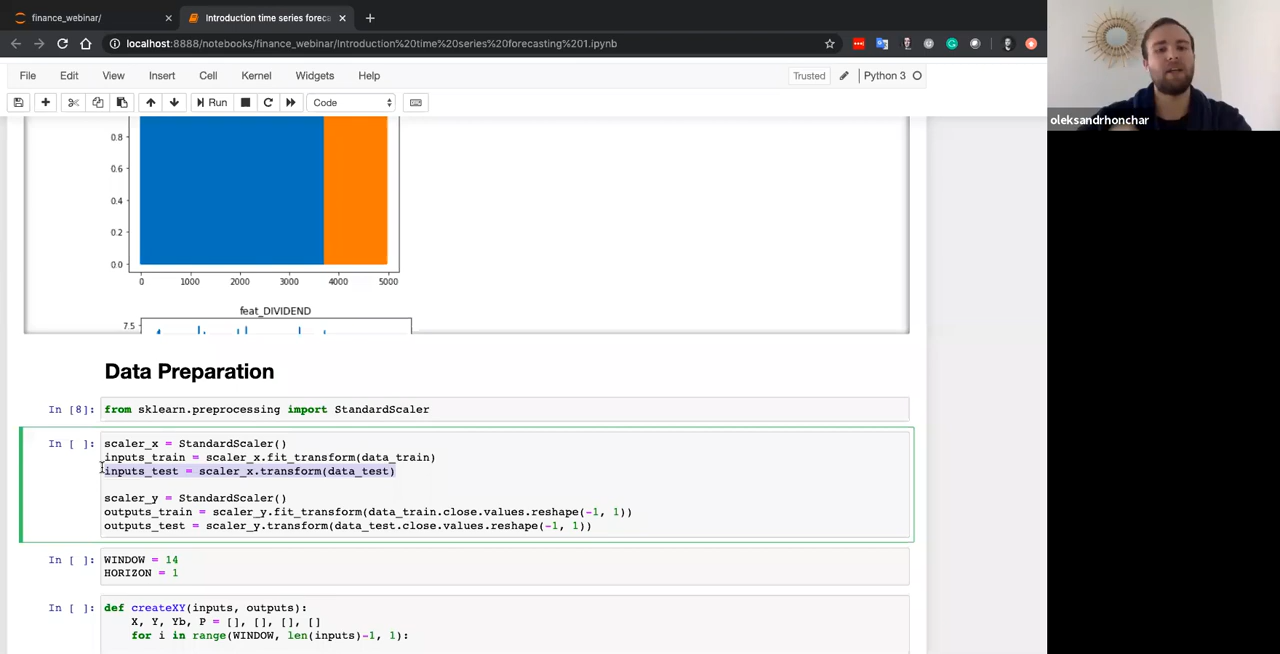 finance_webinar/
Introduction time series foreca
localhost:8888/notebooks/finance_webinar/Introduction%20time%20series%20forecasting%201.ipynb
oleksandrhonchar
File Edit View Insert Cell Kernel Widgets Help
Trusted
Python 3
Run
Code
0.8
0.6
0.4
0.2
0.0
0 1000 2000 3000 4000 5000
feat_DIVIDEND
7.5
Data Preparation
In [8]: from sklearn.preprocessing import StandardScaler
In [ ]: scaler_x = StandardScaler()
inputs_train = scaler_x.fit_transform(data_train)
inputs_test = scaler_x.transform(data_test)
scaler_y = StandardScaler()
outputs_train = scaler_y.fit_transform(data_train.close.values.reshape(-1, 1))
outputs_test = scaler_y.transform(data_test.close.values.reshape(-1, 1))
In [ ]: WINDOW = 14
HORIZON = 1
In [ ]: def createXY(inputs, outputs):
X, Y, Yb, P = [], [], [], []
for i in range(WINDOW, len(inputs)-1, 1):